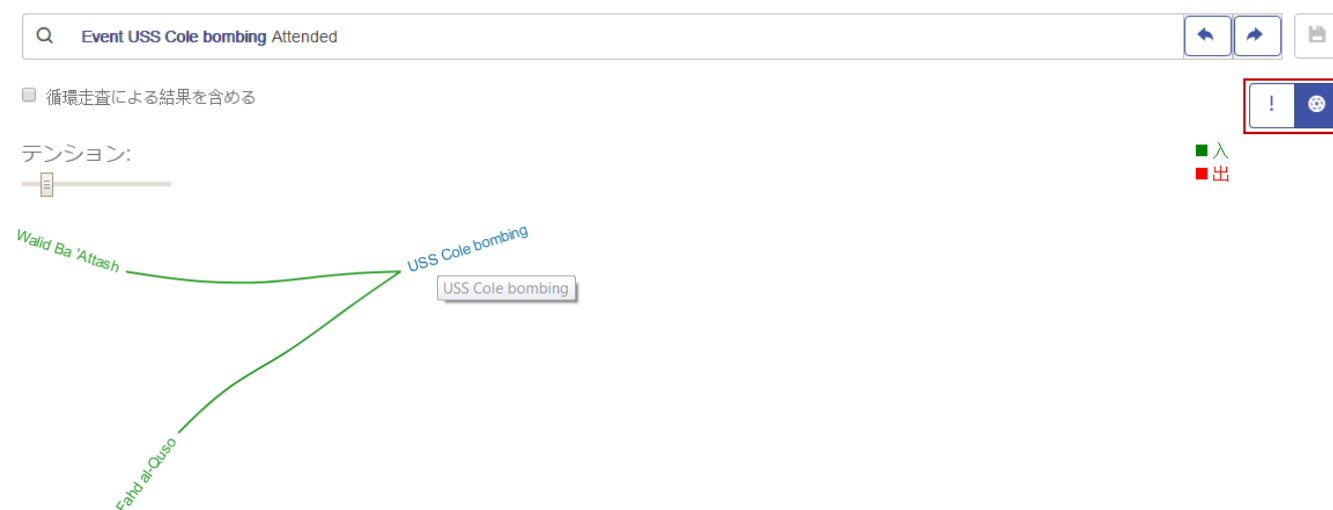 Event USS Cole bombing Attended
循環走査による結果を含める
!
テンション:
入
出
Walid Ba 'Attash
USS Cole bombing
USS Cole bombing
Fahd al-Quso